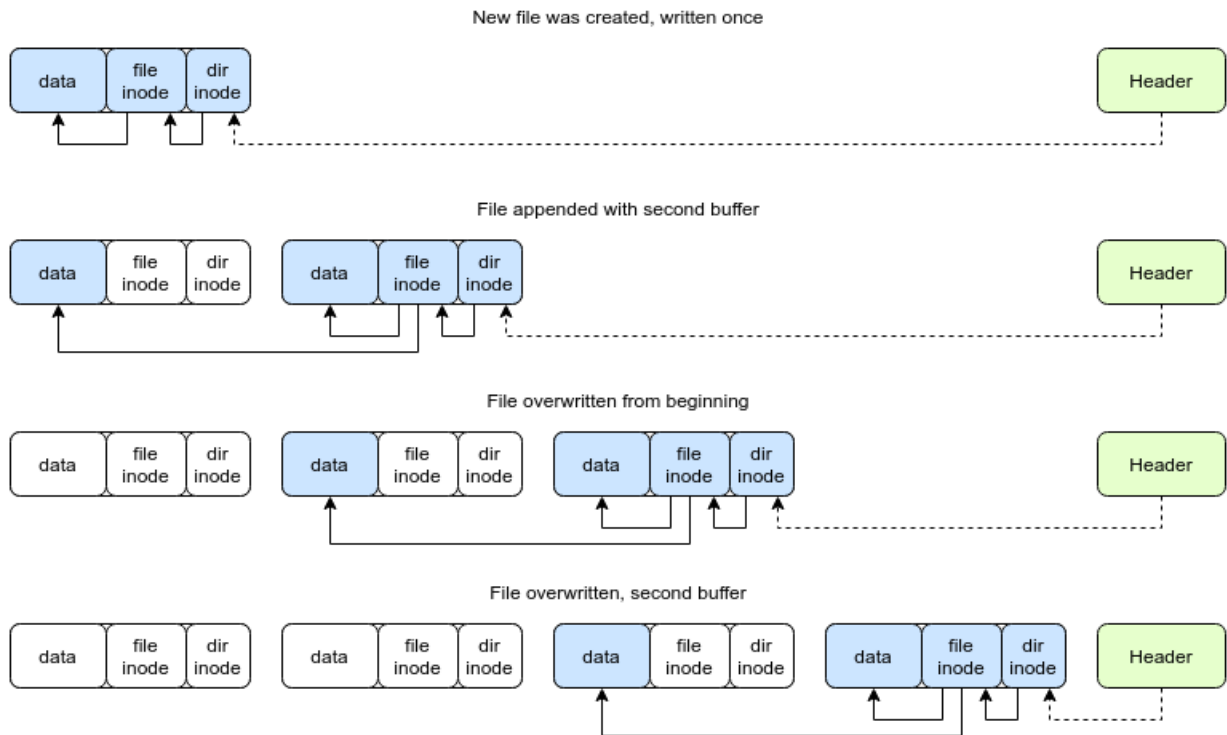 New file was created, written once
data
file
inode
dir
inode
Header
File appended with second buffer
data
file
inode
dir
inode
data
file
inode
dir
inode
Header
File overwritten from beginning
data
file
inode
dir
inode
data
file
inode
dir
inode
data
file
inode
dir
inode
Header
File overwritten, second buffer
data
file
inode
dir
inode
data
file
inode
dir
inode
data
file
inode
dir
inode
data
file
inode
dir
inode
Header